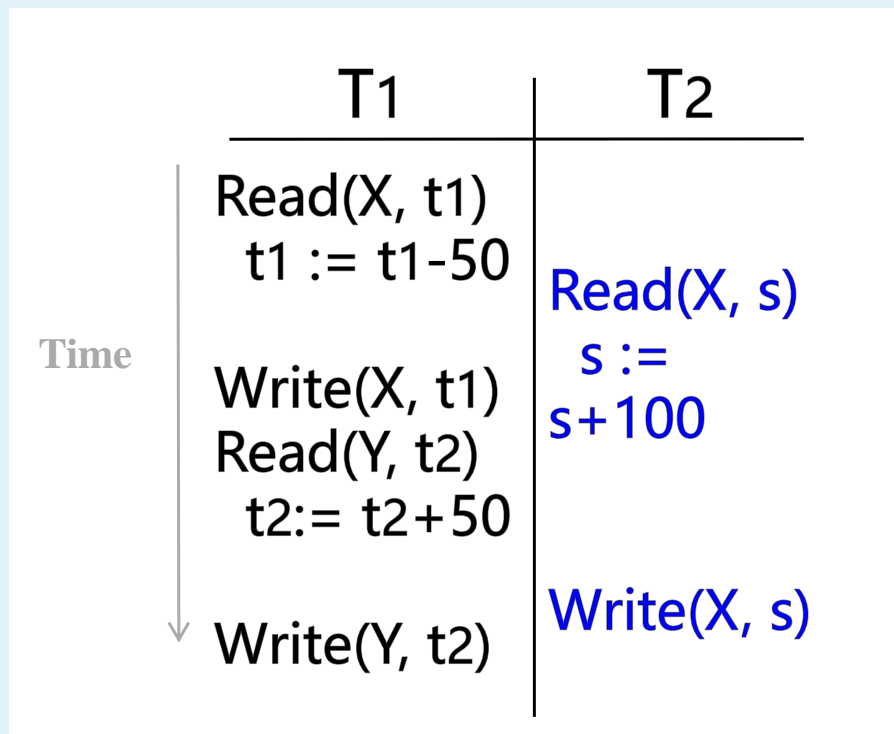 T1
T2
Time
Read(X, t1)
t1 := t1-50
Write(X, t1)
Read(Y, t2)
t2:= t2+50
Write(Y, t2)
Read(X, s)
s :=
s+100
Write(X, s)